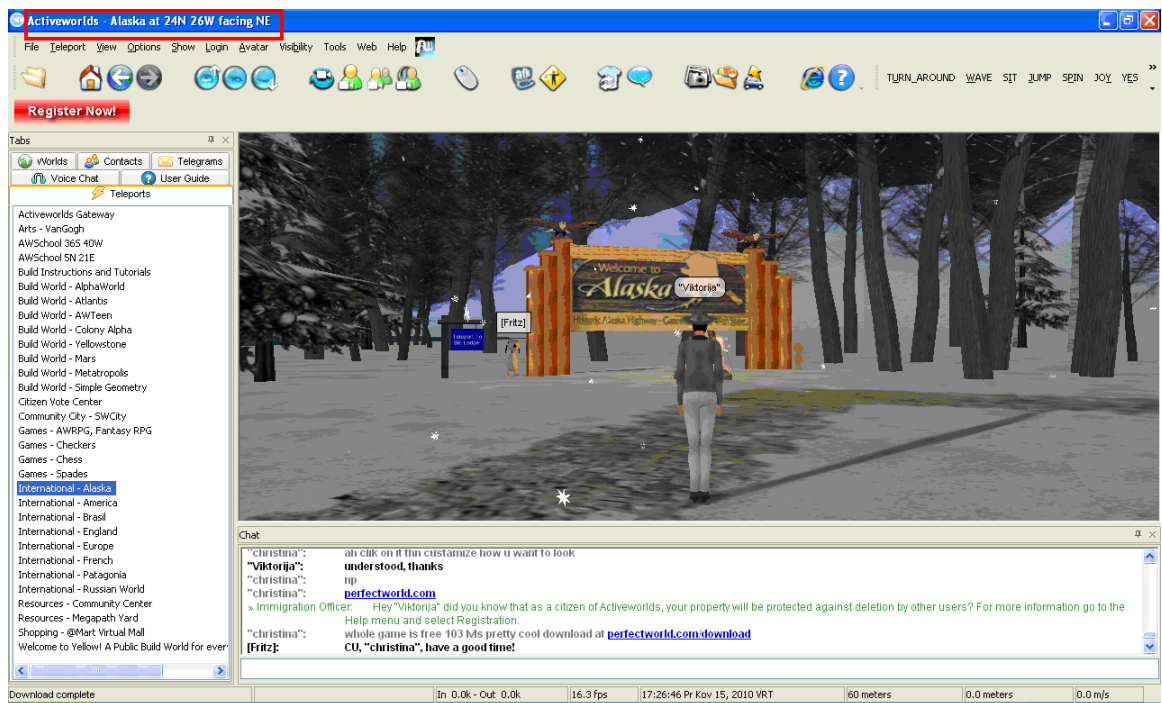 Activeworlds - Alaska at 24N 26W facing NE
File Teleport View Options Show Login Avatar Visibility Tools Web Help
TURN_AROUND WAVE SIT JUMP SPIN JOY YES
Register Now!
Tabs
Worlds Contacts Telegrams
Voice Chat User Guide
Teleports
Activeworlds Gateway
Arts - VanGogh
AWSchool 365 40W
AWSchool 5N 21E
Build Instructions and Tutorials
Build World - AlphaWorld
Build World - Atlantis
Build World - AWTeen
Build World - Colony Alpha
Build World - Yellowstone
Build World - Mars
Build World - Metatropolis
Build World - Simple Geometry
Citizen Vote Center
Community City - SWCity
Games - AWRPG, Fantasy RPG
Games - Checkers
Games - Chess
Games - Spades
International - Alaska
International - America
International - Brasil
International - England
International - Europe
International - French
International - Patagonia
International - Russian World
Resources - Community Center
Resources - Megapath Yard
Shopping - @Mart Virtual Mall
Welcome to Yellow! A Public Build World for ever
Welcome to
Alaska
"Viktorija"
Historic Alaska Highway
[Fritz]
Teleport To
Ski Lodge
Chat
"christina": ah clik on it thn custamize how u want to look
"Viktorija": understood, thanks
"christina": np
"christina": perfectworld.com
» Immigration Officer: Hey "Viktorija" did you know that as a citizen of Activeworlds, your property will be protected against deletion by other users? For more information go to the
Help menu and select Registration.
"christina": whole game is free 103 lvls pretty cool download at perfectworld.com/download
[Fritz]: CU, "christina", have a good time!
Download complete In 0.0k - Out 0.0k 16.3 fps 17:26:46 Pr Kov 15, 2010 VRT 60 meters 0.0 meters 0.0 m/s